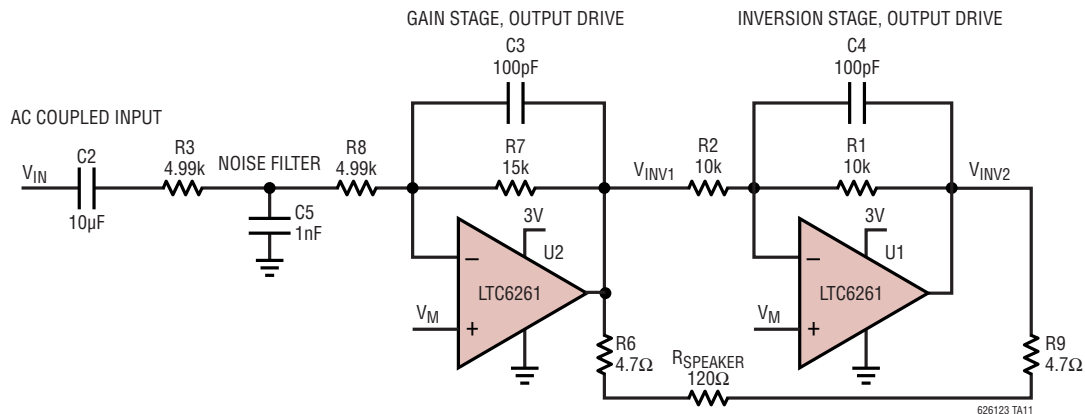 GAIN STAGE, OUTPUT DRIVE
INVERSION STAGE, OUTPUT DRIVE
C3
100pF
C4
100pF
AC COUPLED INPUT
VIN
C2
10µF
R3
4.99k
NOISE FILTER
R8
4.99k
R7
15k
VINV1
R2
10k
R1
10k
VINV2
C5
1nF
3V
U2
3V
U1
–
LTC6261
–
LTC6261
VM
+
VM
+
R6
4.7Ω
RSPEAKER
120Ω
R9
4.7Ω
626123 TA11